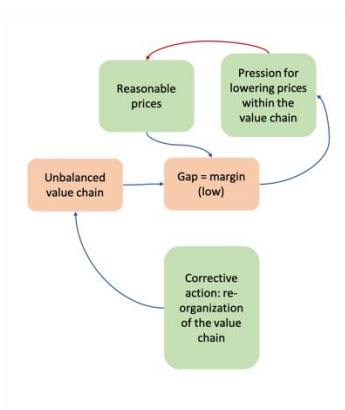 Reasonable
prices
Pression for
lowering prices
within the
value chain
Unbalanced
value chain
Gap = margin
(low)
Corrective
action: re-
organization
of the value
chain